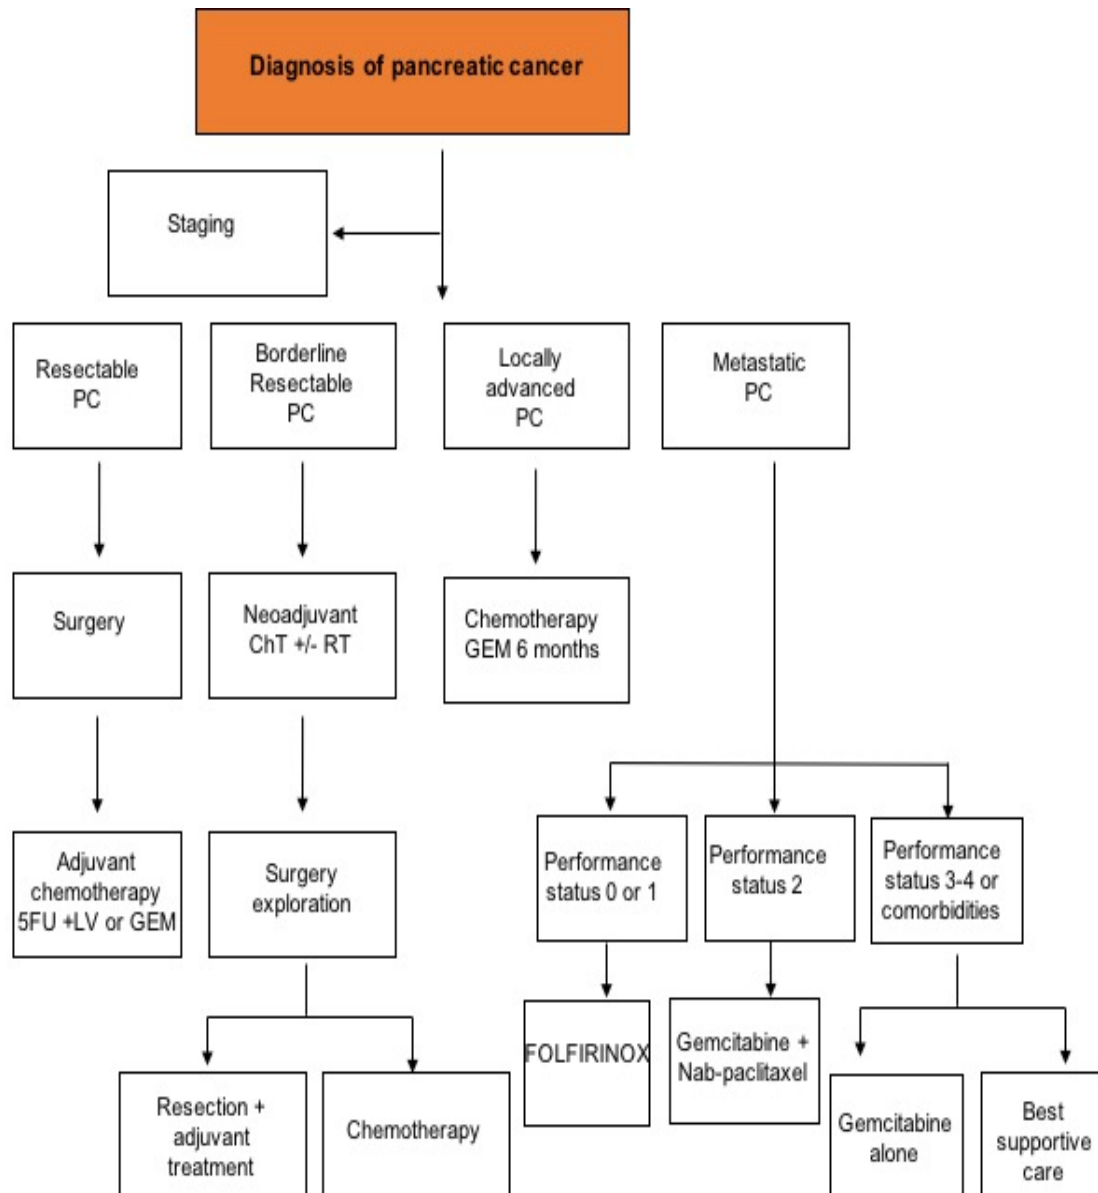 Diagnosis of pancreatic cancer
Staging
Resectable
PC
Borderline
Resectable
PC
Locally
advanced
PC
Metastatic
PC
Surgery
Neoadjuvant
ChT +/- RT
Chemotherapy
GEM 6 months
Adjuvant
chemotherapy
5FU +LV or GEM
Surgery
exploration
Performance
status 0 or 1
Performance
status 2
Performance
status 3-4 or
comorbidities
Resection +
adjuvant
treatment
Chemotherapy
FOLFIRINOX
Gemcitabine +
Nab-paclitaxel
Gemcitabine
alone
Best
supportive
care